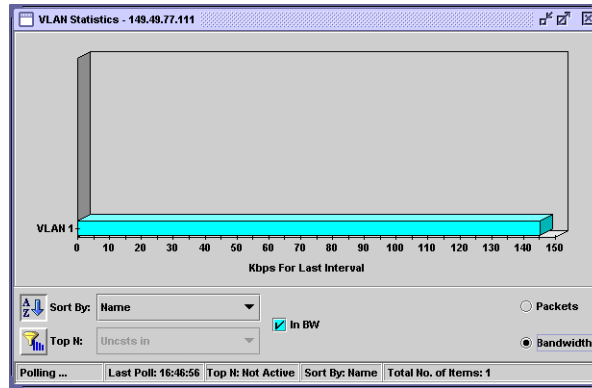 VLAN Statistics - 149.49.77.111
VLAN 1
0 10 20 30 40 50 60 70 80 90 100 110 120 130 140 150
Kbps For Last Interval
A Z Sort By: Name
In BW
Packets
Top N: Uncsts in
Bandwidth
Polling ... Last Poll: 16:46:56 Top N: Not Active Sort By: Name Total No. of Items: 1